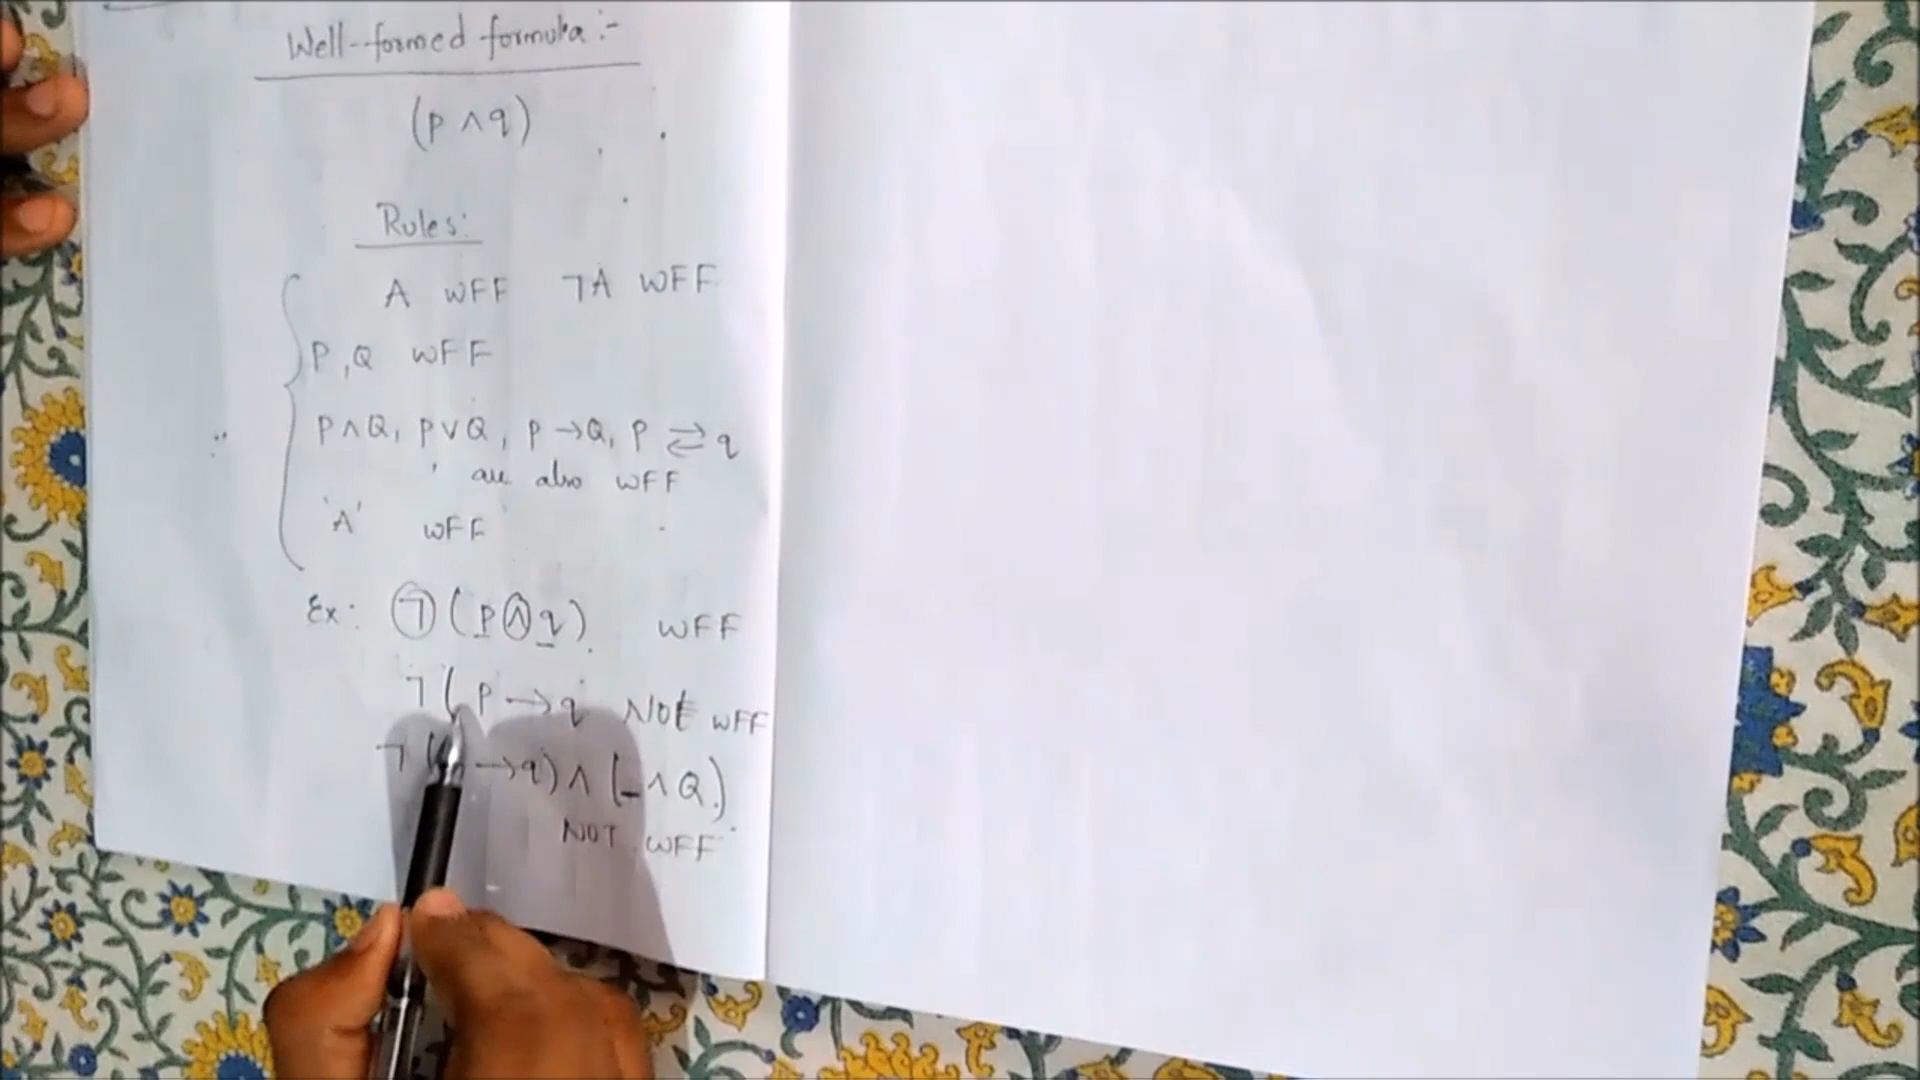 Well-formed formula :-
(p ∧ q)
Rules:
A WFF ¬A WFF
P, Q WFF
P∧Q, P∨Q, P→Q, P ⇄ q
are also WFF
'A' WFF
Ex: ¬(p∧q). WFF
¬(p → q NOT WFF
¬( → q) ∧ (_ ∧ Q)
NOT WFF